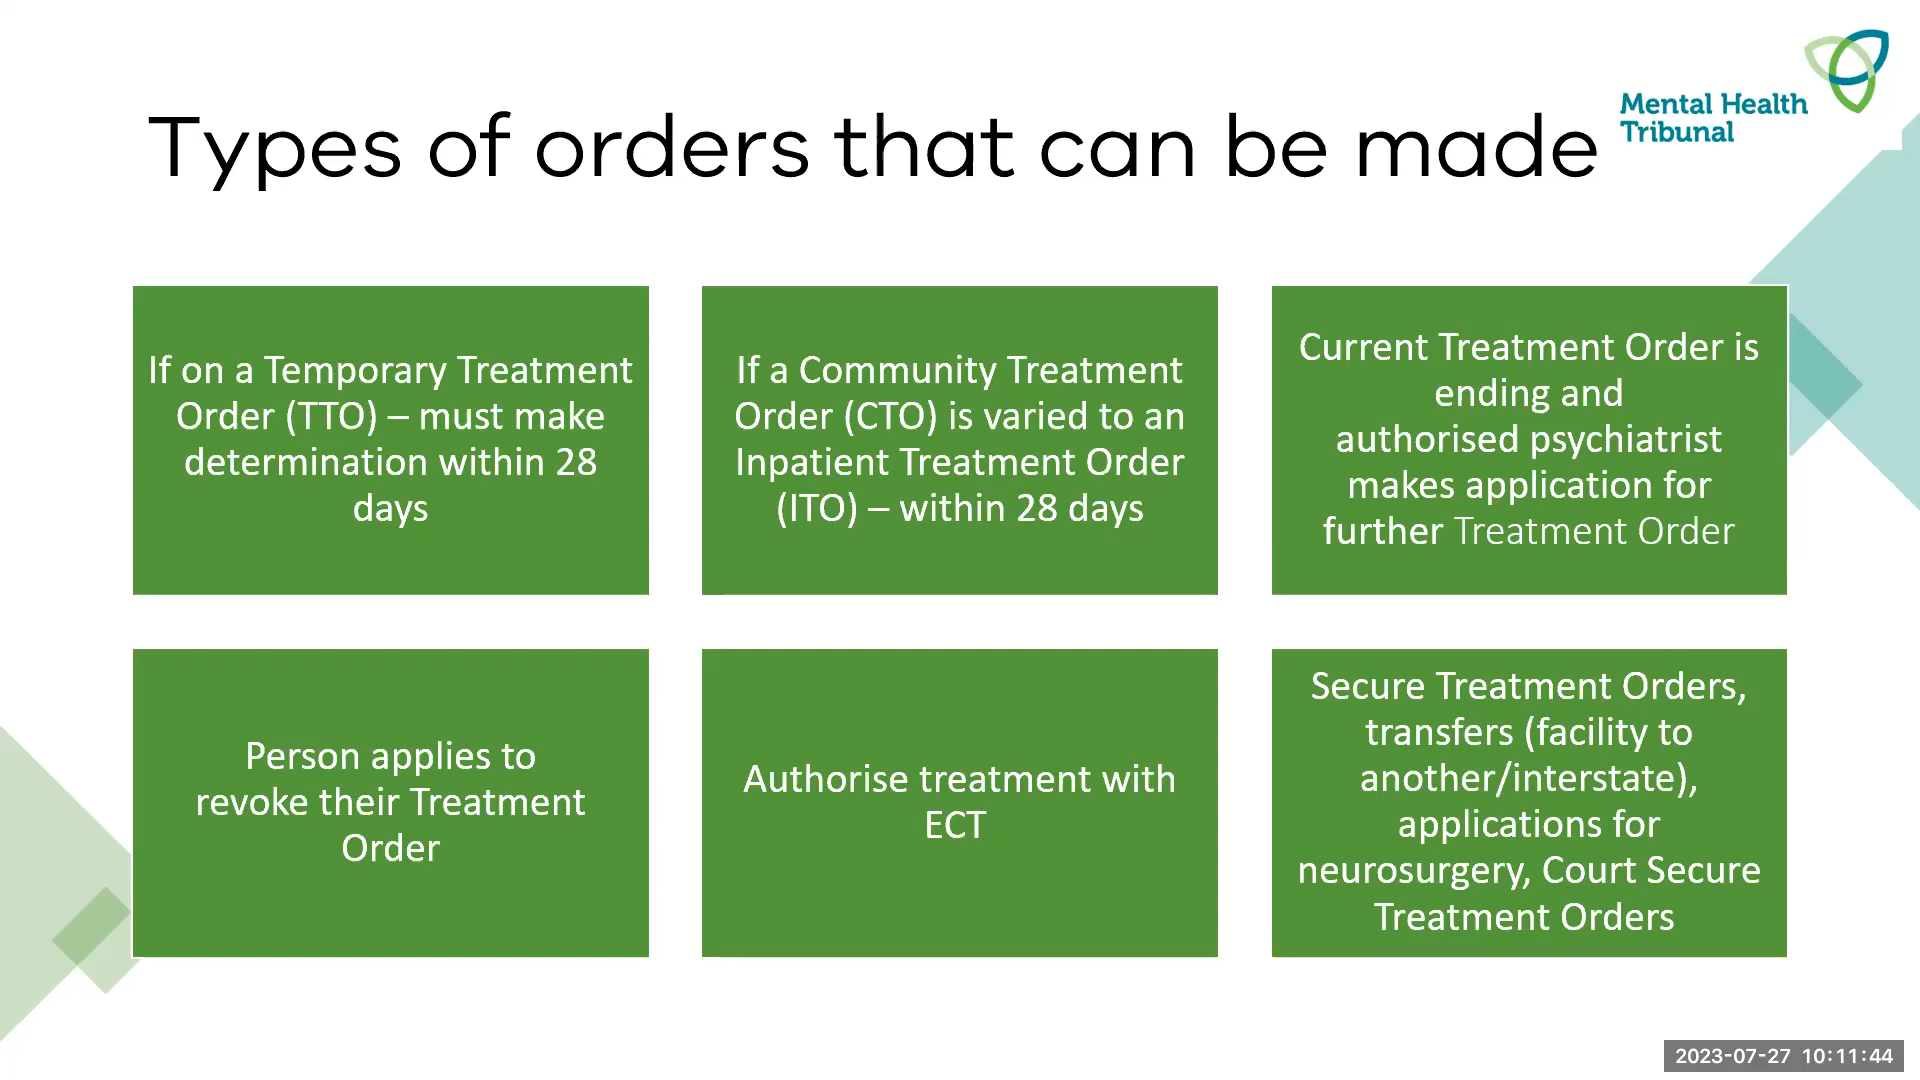 Mental Health
Tribunal
Types of orders that can be made
If on a Temporary Treatment
Order (TTO) – must make
determination within 28
days
If a Community Treatment
Order (CTO) is varied to an
Inpatient Treatment Order
(ITO) – within 28 days
Current Treatment Order is
ending and
authorised psychiatrist
makes application for
further Treatment Order
Person applies to
revoke their Treatment
Order
Authorise treatment with
ECT
Secure Treatment Orders,
transfers (facility to
another/interstate),
applications for
neurosurgery, Court Secure
Treatment Orders
2023-07-27 10:11:44